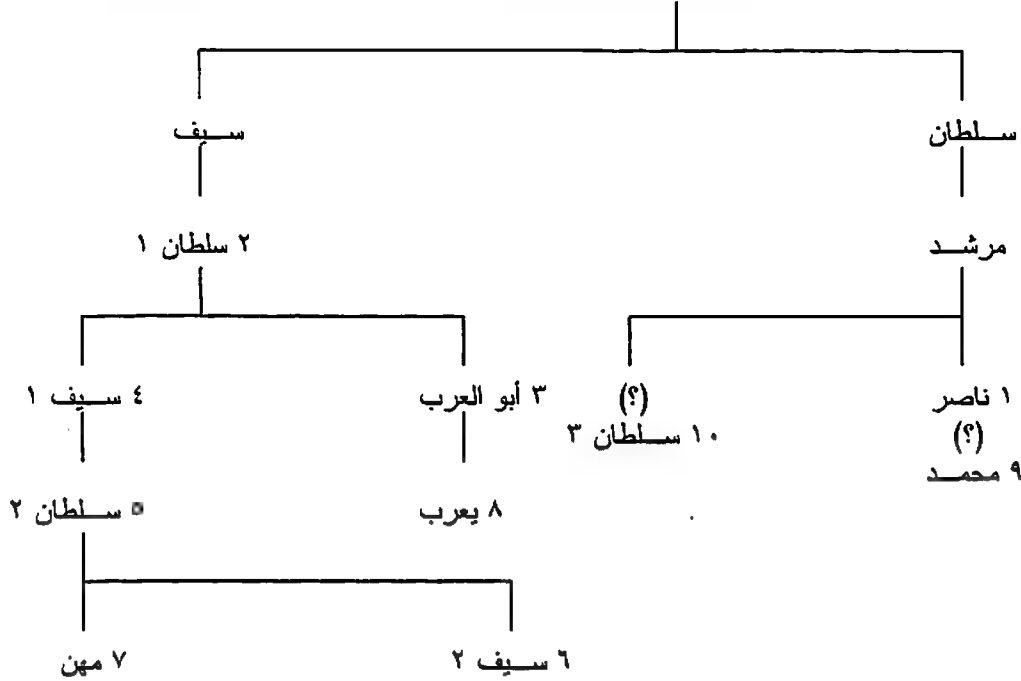 سلطان
سيف
مرشد
٢ سلطان ١
١ ناصر
(؟)
٩ محمد
(؟)
١٠ سلطان ٣
٣ أبو العرب
٤ سيف ١
٨ يعرب
٥ سلطان ٢
٦ سيف ٢
٧ مهن